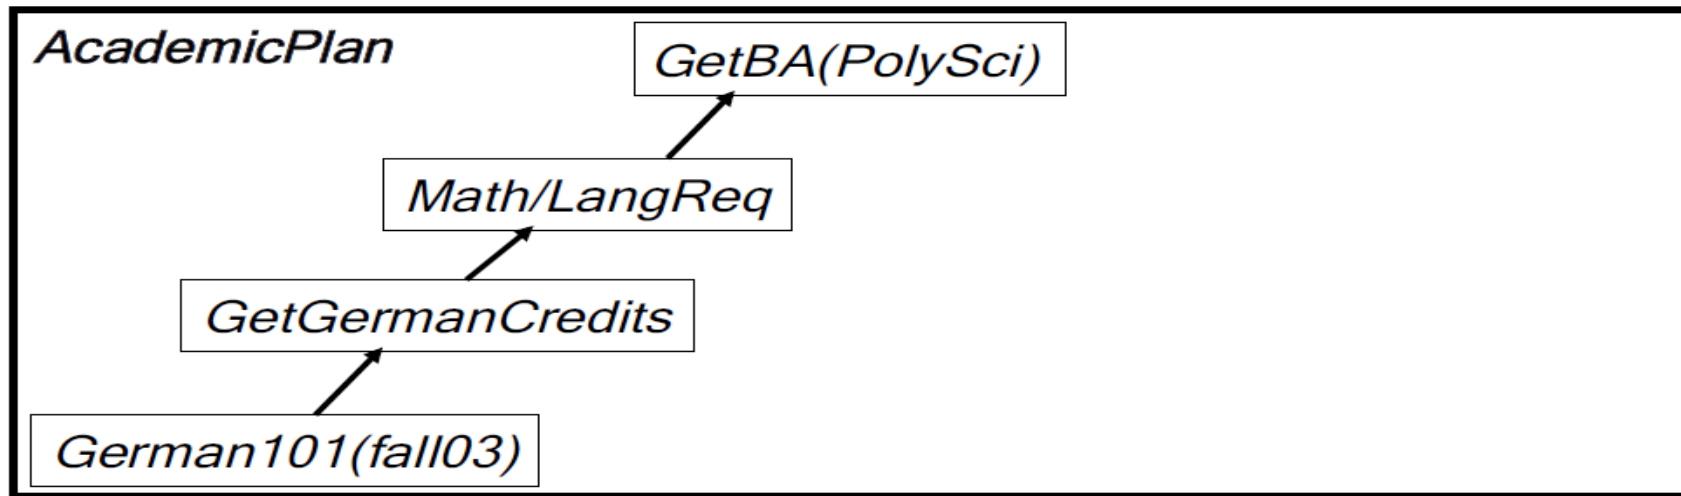 AcademicPlan
GetBA(PolySci)
Math/LangReq
GetGermanCredits
German101(fall03)